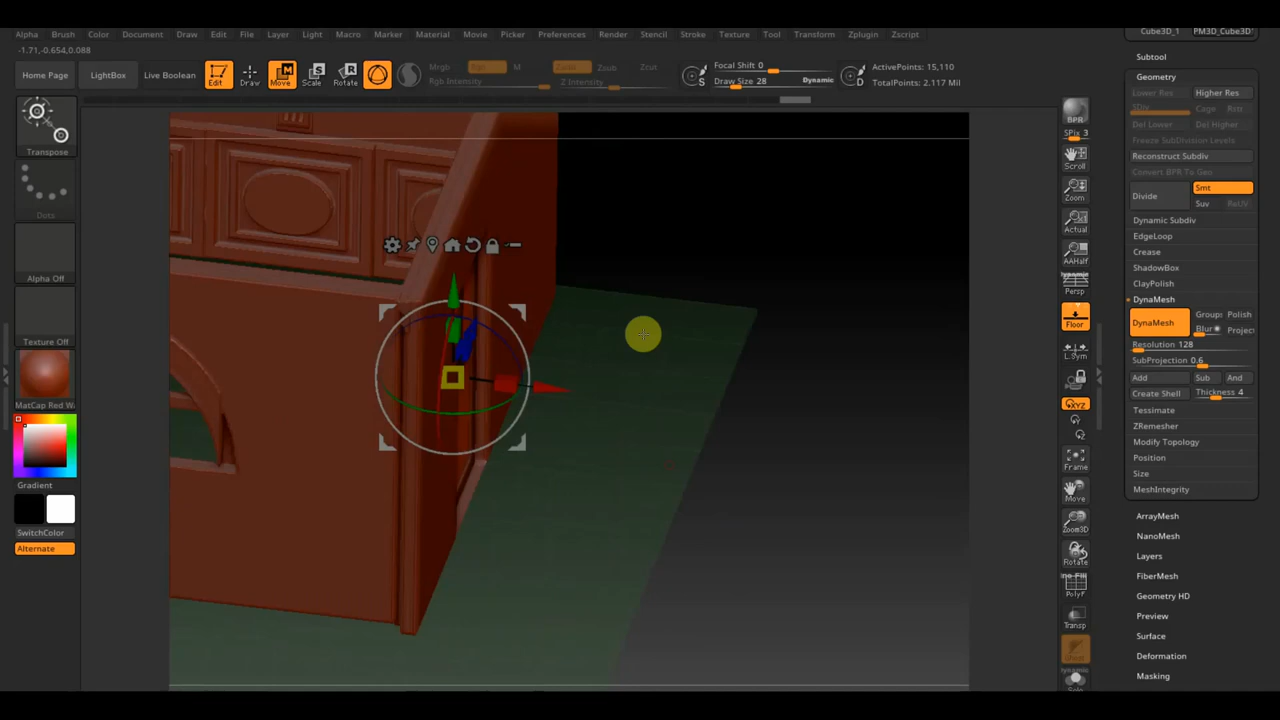 Alpha Brush Color Document Draw Edit File Layer Light Macro Marker Material Movie Picker Preferences Render Stencil Stroke Texture Tool Transform Zplugin Zscript
-1.71,-0.654,0.088
Home Page LightBox Live Boolean Edit Draw Move Scale Rotate
Mrgb Rgb M Zadd Zsub Zcut
Rgb Intensity Z Intensity
Focal Shift 0
Draw Size 28 Dynamic
ActivePoints: 15,110
TotalPoints: 2.117 Mil
Transpose
Dots
Alpha Off
Texture Off
MatCap Red Wa
Gradient
SwitchColor
Alternate
BPR
SPix 3
Scroll
Zoom
Actual
AAHalf
Dynamic
Persp
Floor
L.Sym
XYZ
Frame
Move
Zoom3D
Rotate
Line Fill
PolyF
Transp
Ghost
Dynamic
Solo
Cube3D_1 PM3D_Cube3D
Subtool
Geometry
Lower Res Higher Res
SDiv Cage Rstr
Del Lower Del Higher
Freeze SubDivision Levels
Reconstruct Subdiv
Convert BPR To Geo
Divide Smt
Suv ReUV
Dynamic Subdiv
EdgeLoop
Crease
ShadowBox
ClayPolish
DynaMesh
DynaMesh Groups Polish
Blur Project
Resolution 128
SubProjection 0.6
Add Sub And
Create Shell Thickness 4
Tessimate
ZRemesher
Modify Topology
Position
Size
MeshIntegrity
ArrayMesh
NanoMesh
Layers
FiberMesh
Geometry HD
Preview
Surface
Deformation
Masking